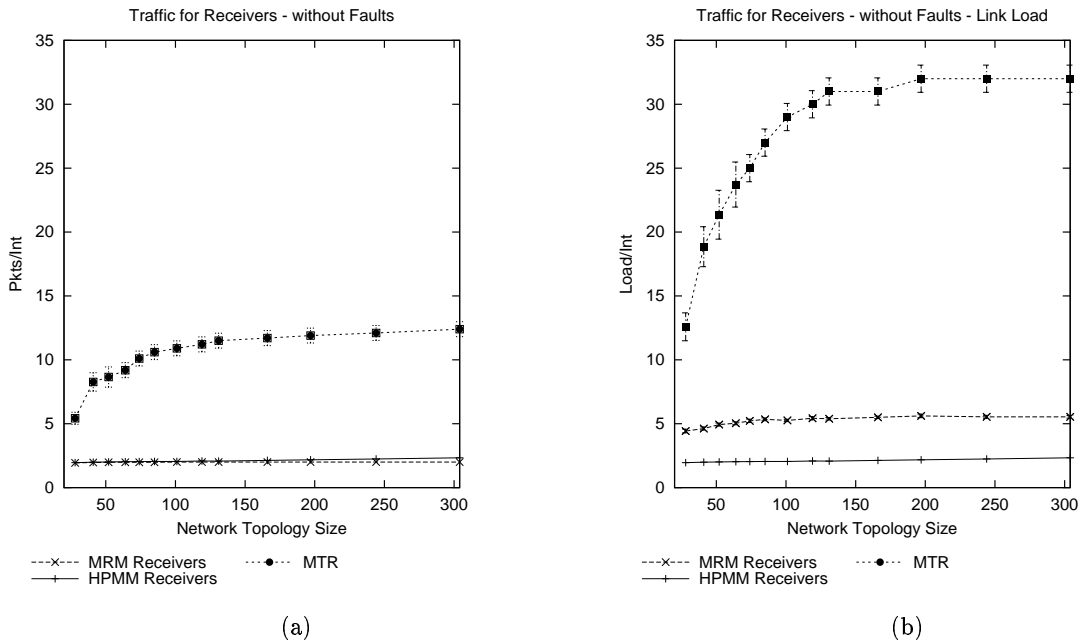 Traffic for Receivers - without Faults
35
30
25
20
15
10
5
0
Pkts/Int
50 100 150 200 250 300
Network Topology Size
MRM Receivers MTR
HPMM Receivers
(a)
Traffic for Receivers - without Faults - Link Load
35
30
25
20
15
10
5
0
Load/Int
50 100 150 200 250 300
Network Topology Size
MRM Receivers MTR
HPMM Receivers
(b)